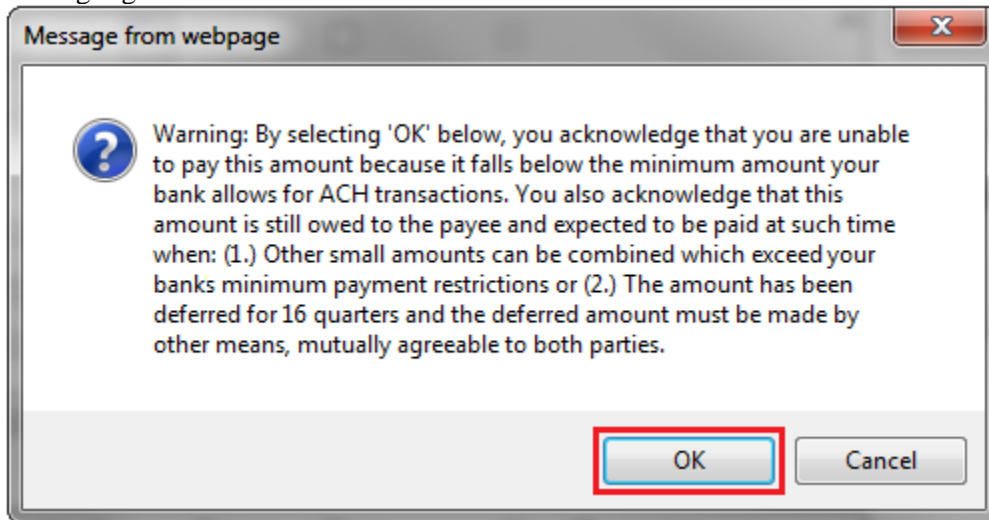 Message from webpage
Warning: By selecting 'OK' below, you acknowledge that you are unable
to pay this amount because it falls below the minimum amount your
bank allows for ACH transactions. You also acknowledge that this
amount is still owed to the payee and expected to be paid at such time
when: (1.) Other small amounts can be combined which exceed your
banks minimum payment restrictions or (2.) The amount has been
deferred for 16 quarters and the deferred amount must be made by
other means, mutually agreeable to both parties.
OK Cancel